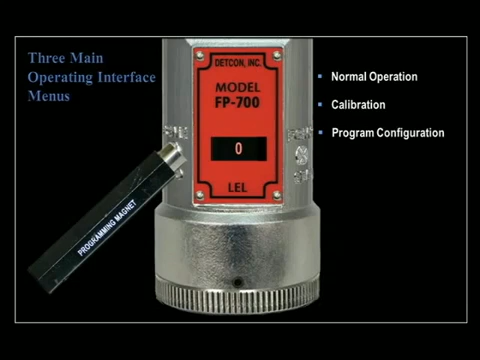 Three Main
Operating Interface
Menus
DETCON, INC.
MODEL
FP-700
0
LEL
PROGRAMMING MAGNET
Normal Operation
Calibration
Program Configuration